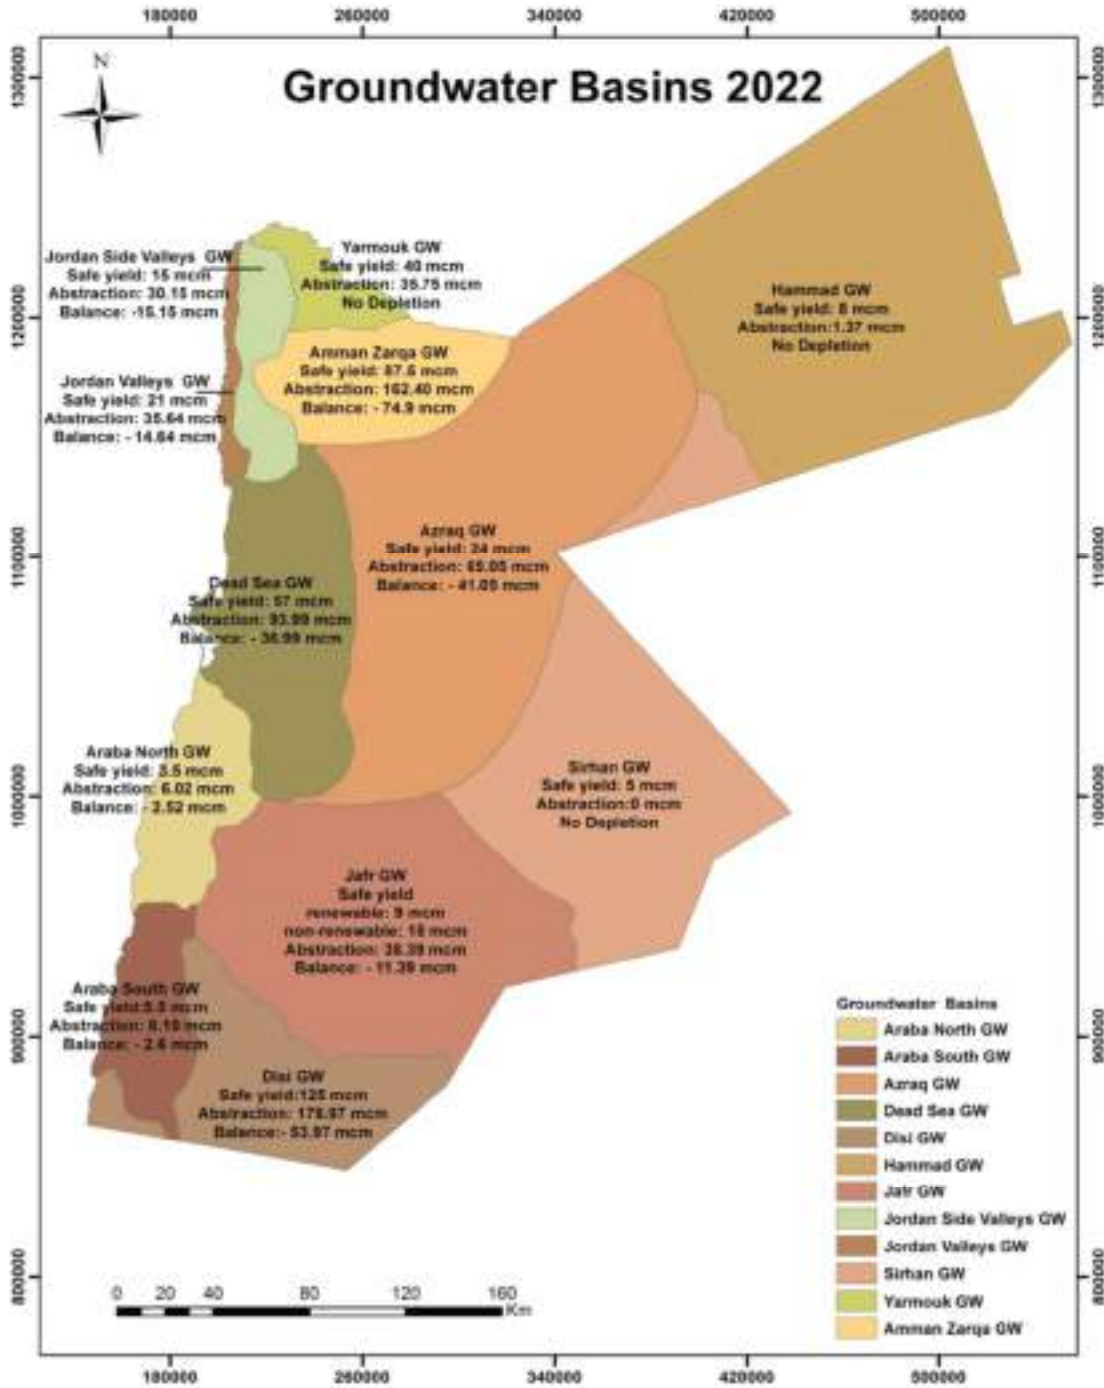 180000 260000 340000 420000 500000
Groundwater Basins 2022
N
1300000 1300000
Jordan Side Valleys GW
Safe yield: 15 mcm
Abstraction: 30.15 mcm
Balance: -15.15 mcm
Yarmouk GW
Safe yield: 40 mcm
Abstraction: 35.75 mcm
No Depletion
Hammad GW
Safe yield: 8 mcm
Abstraction:1.37 mcm
No Depletion
1200000 1200000
Amman Zarqa GW
Safe yield: 87.5 mcm
Abstraction: 162.40 mcm
Balance: - 74.9 mcm
Jordan Valleys GW
Safe yield: 21 mcm
Abstraction: 35.64 mcm
Balance: - 14.64 mcm
Azraq GW
Safe yield: 24 mcm
Abstraction: 65.05 mcm
Balance: - 41.05 mcm
1100000 1100000
Dead Sea GW
Safe yield: 57 mcm
Abstraction: 93.99 mcm
Balance: - 36.99 mcm
Araba North GW
Safe yield: 3.5 mcm
Abstraction: 6.02 mcm
Balance: - 2.52 mcm
Sirhan GW
Safe yield: 5 mcm
Abstraction:0 mcm
No Depletion
1000000 1000000
Jafr GW
Safe yield
renewable: 9 mcm
non-renewable: 18 mcm
Abstraction: 38.39 mcm
Balance: - 11.39 mcm
Araba South GW
Safe yield:5.5 mcm
Abstraction: 8.10 mcm
Balance: - 2.6 mcm
900000 900000
Disi GW
Safe yield:125 mcm
Abstraction: 178.97 mcm
Balance:- 53.97 mcm
Groundwater Basins
Araba North GW
Araba South GW
Azraq GW
Dead Sea GW
Disi GW
Hammad GW
Jafr GW
Jordan Side Valleys GW
Jordan Valleys GW
Sirhan GW
Yarmouk GW
Amman Zarqa GW
800000 800000
0 20 40 80 120 160
Km
180000 260000 340000 420000 500000